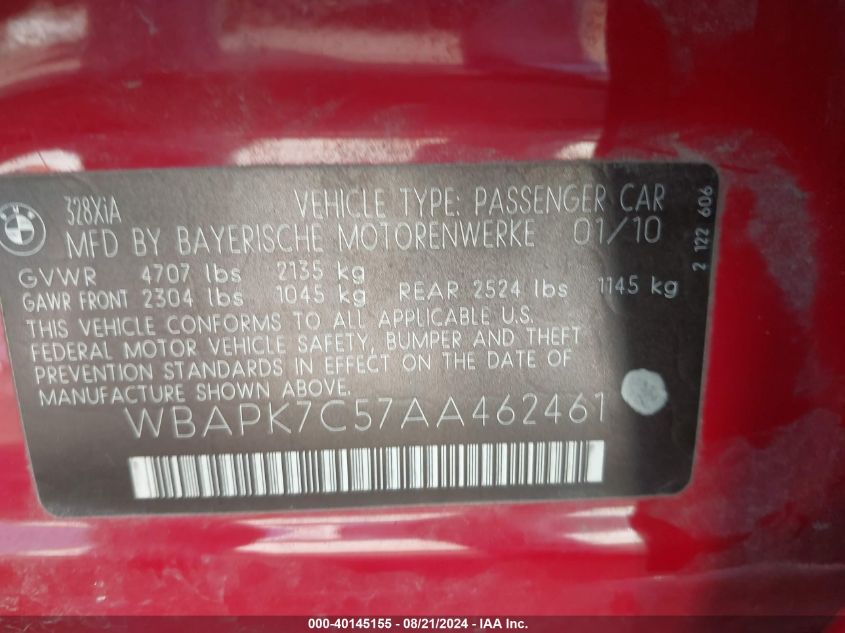 BMW
328XiA VEHICLE TYPE: PASSENGER CAR
MFD BY BAYERISCHE MOTORENWERKE 01/10
GVWR 4707 lbs 2135 kg
GAWR FRONT 2304 lbs 1045 kg REAR 2524 lbs 1145 kg
THIS VEHICLE CONFORMS TO ALL APPLICABLE U.S.
FEDERAL MOTOR VEHICLE SAFETY, BUMPER AND THEFT
PREVENTION STANDARDS IN EFFECT ON THE DATE OF
MANUFACTURE SHOWN ABOVE.
WBAPK7C57AA462461
2 122 606
000-40145155 - 08/21/2024 - IAA Inc.